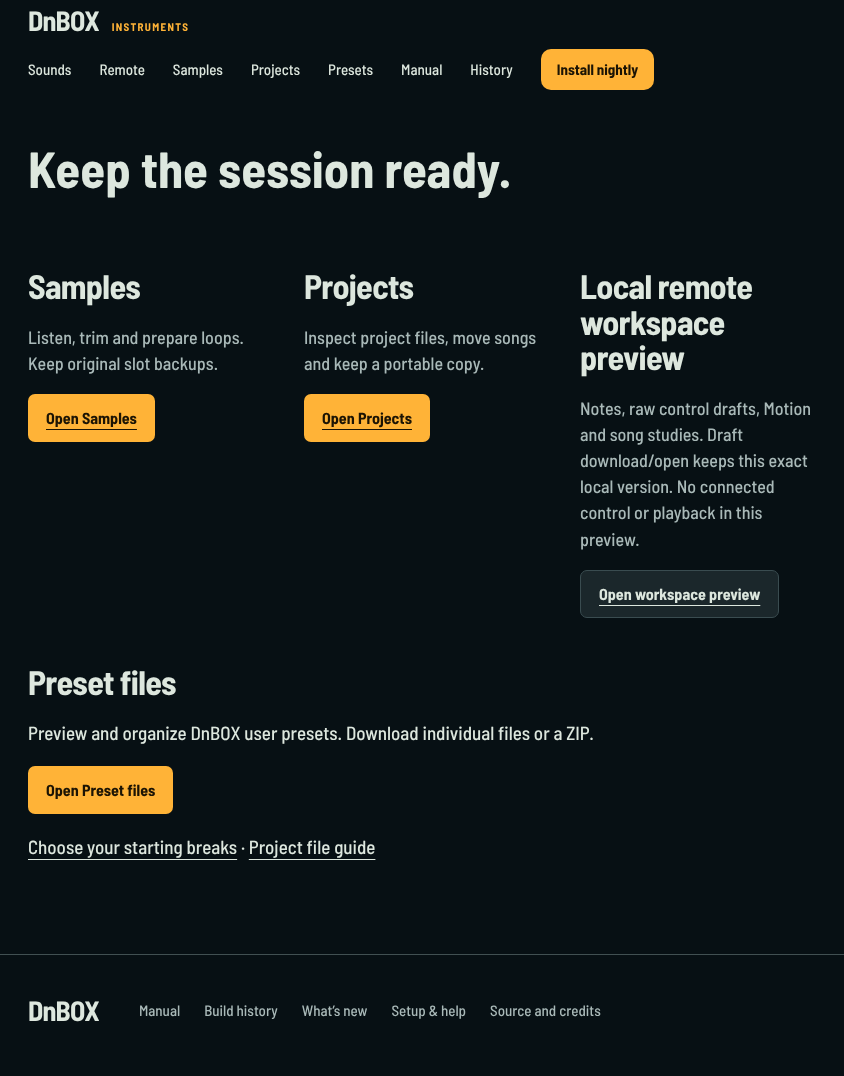 DnBOX INSTRUMENTS
Sounds Remote Samples Projects Presets Manual History Install nightly
Keep the session ready.
Samples
Listen, trim and prepare loops.
Keep original slot backups.
Open Samples
Projects
Inspect project files, move songs
and keep a portable copy.
Open Projects
Local remote
workspace
preview
Notes, raw control drafts, Motion
and song studies. Draft
download/open keeps this exact
local version. No connected
control or playback in this
preview.
Open workspace preview
Preset files
Preview and organize DnBOX user presets. Download individual files or a ZIP.
Open Preset files
Choose your starting breaks · Project file guide
DnBOX Manual Build history What's new Setup & help Source and credits